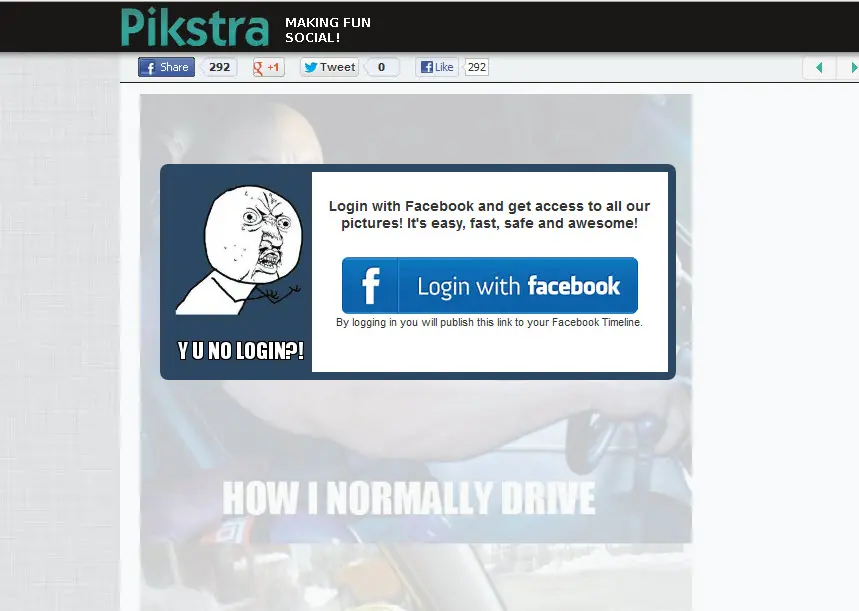 Pikstra
MAKING FUN
SOCIAL!
Share
292
+1
Tweet
0
Like
292
Login with Facebook and get access to all our
pictures! It's easy, fast, safe and awesome!
Login with facebook
By logging in you will publish this link to your Facebook Timeline.
Y U NO LOGIN?!
HOW I NORMALLY DRIVE